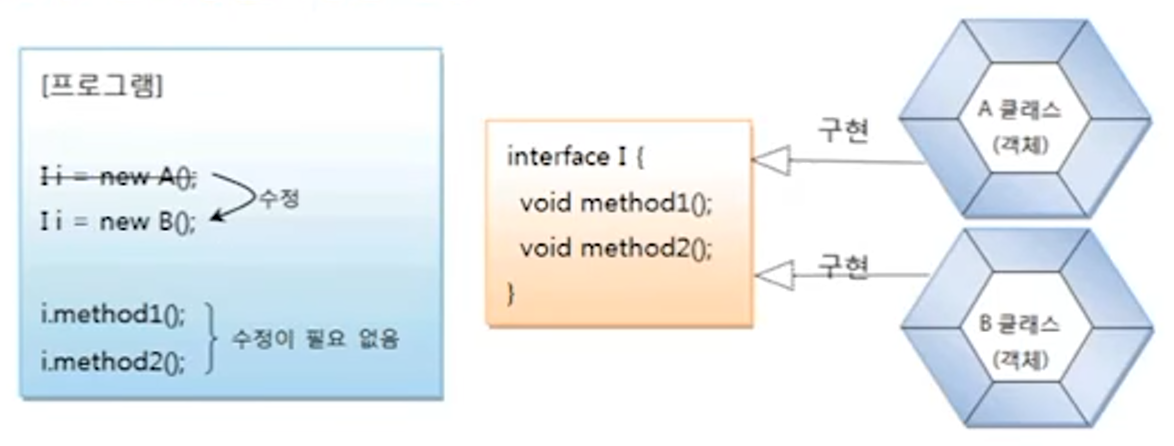 [프로그램]
I i = new A();
수정
I i = new B();
i.method1();
i.method2();
수정이 필요 없음
interface I {
void method1();
void method2();
}
구현
A 클래스
(객체)
구현
B 클래스
(객체)